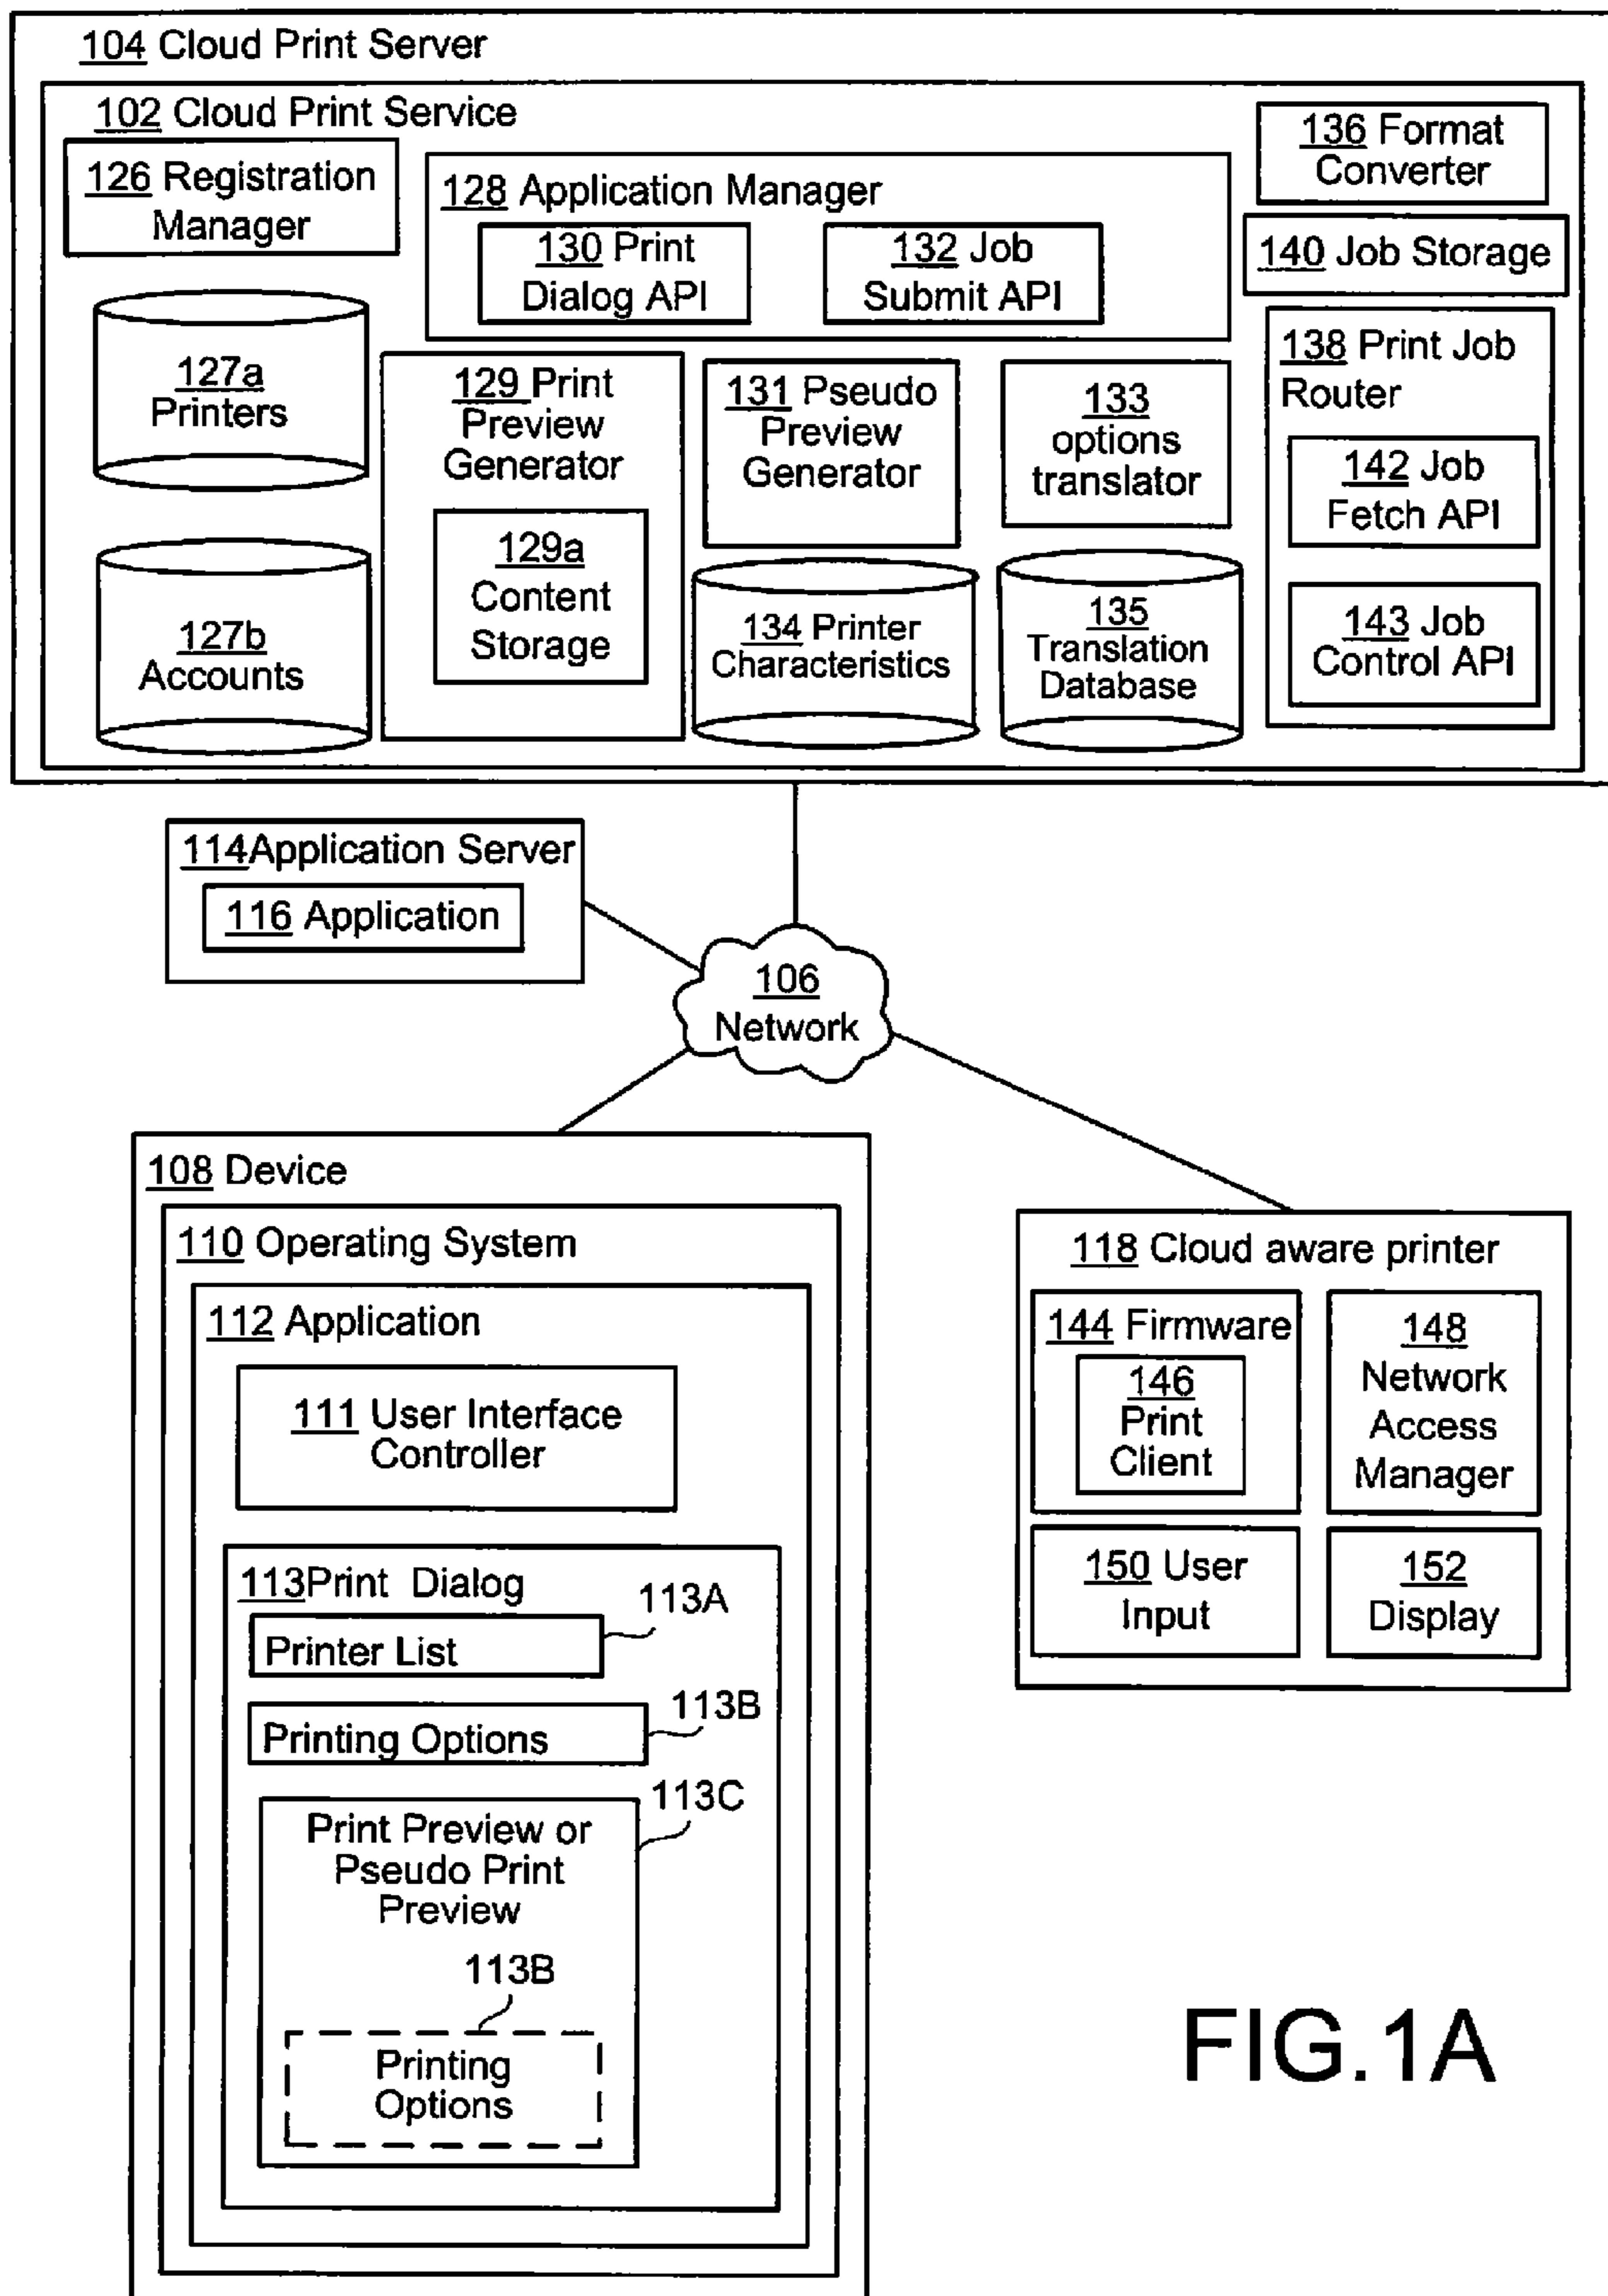 104 Cloud Print Server
102 Cloud Print Service
126 Registration
Manager
128 Application Manager
130 Print
Dialog API
132 Job
Submit API
136 Format
Converter
140 Job Storage
127a
Printers
127b
Accounts
129 Print
Preview
Generator
129a
Content
Storage
131 Pseudo
Preview
Generator
134 Printer
Characteristics
133
options
translator
135
Translation
Database
138 Print Job
Router
142 Job
Fetch API
143 Job
Control API
114Application Server
116 Application
106
Network
108 Device
110 Operating System
112 Application
111 User Interface
Controller
113Print Dialog
113A
Printer List
113B
Printing Options
113C
Print Preview or
Pseudo Print
Preview
113B
Printing
Options
118 Cloud aware printer
144 Firmware
146
Print
Client
148
Network
Access
Manager
150 User
Input
152
Display
FIG.1A